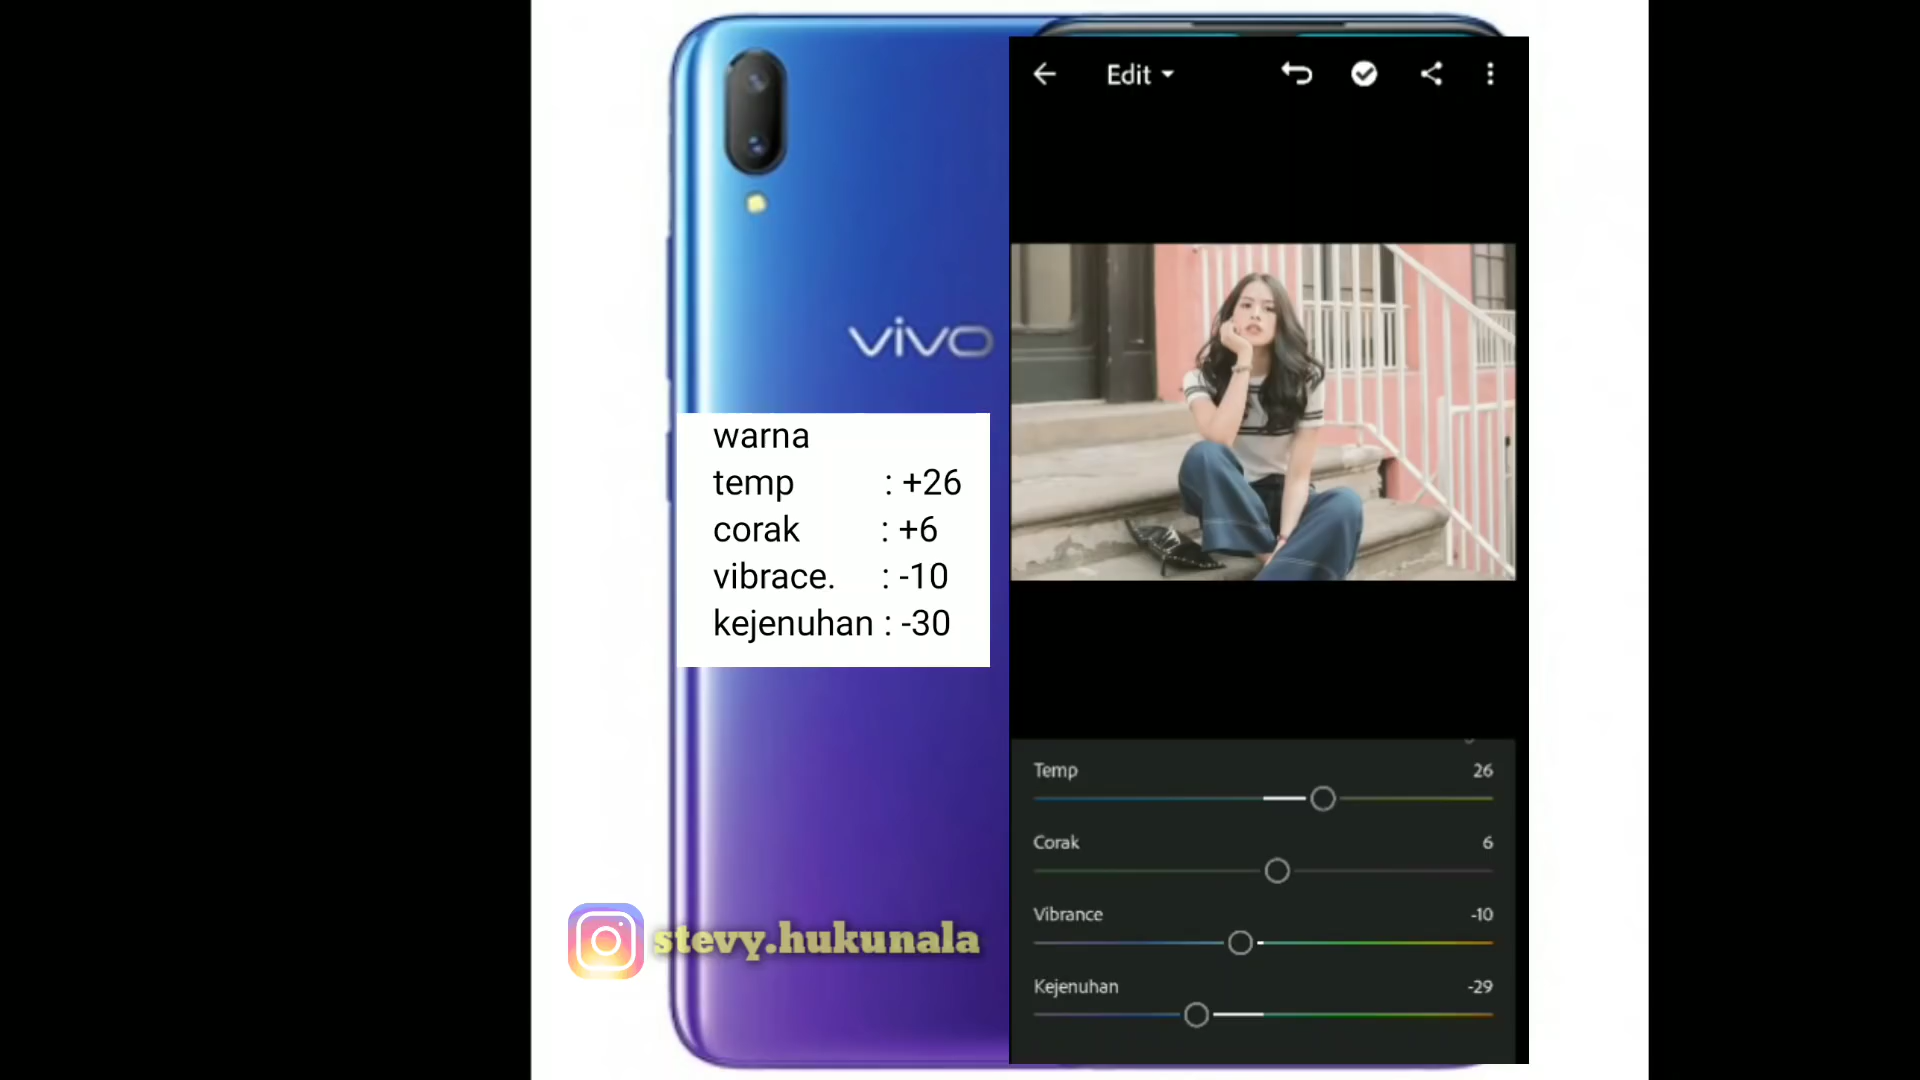 vivo
warna
temp : +26
corak : +6
vibrace. : -10
kejenuhan : -30
stevy.hukunala
Edit
Temp 26
Corak 6
Vibrance -10
Kejenuhan -29